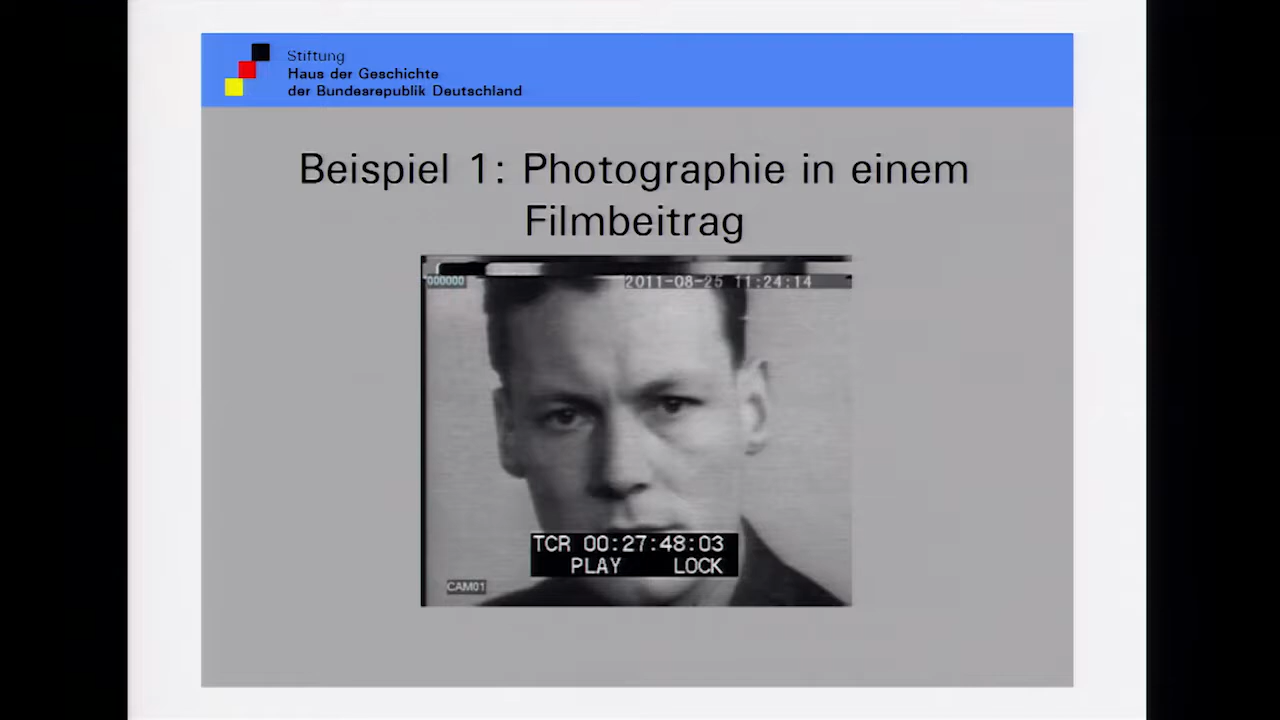 Stiftung
Haus der Geschichte
der Bundesrepublik Deutschland
Beispiel 1: Photographie in einem
Filmbeitrag
000000
2011-08-25 11:24:14
TCR 00:27:48:03
PLAY LOCK
CAM01